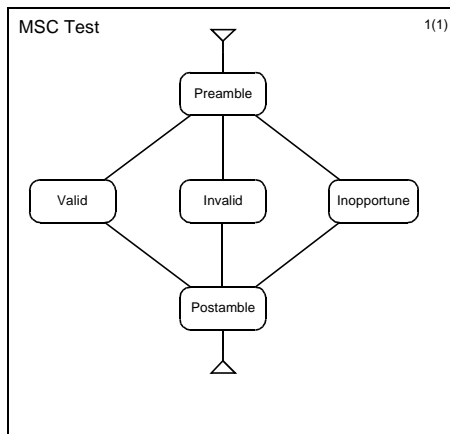 MSC Test
1(1)
Preamble
Valid
Invalid
Inopportune
Postamble